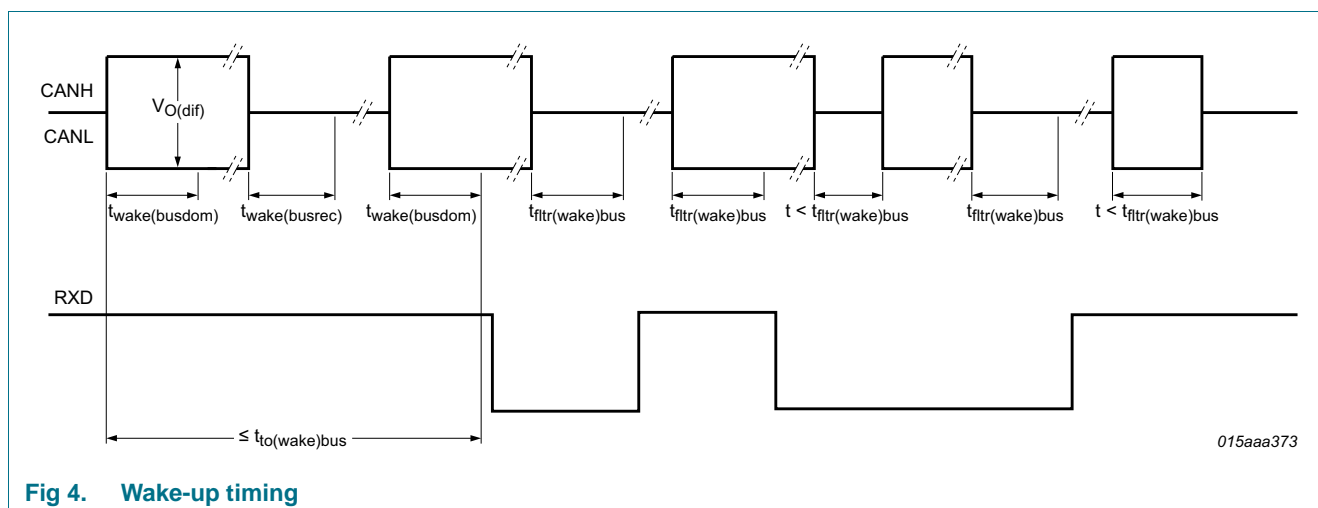 CANH
V_O(dif)
CANL
t_wake(busdom)
t_wake(busrec)
t_wake(busdom)
t_fltr(wake)bus
t_fltr(wake)bus
t < t_fltr(wake)bus
t_fltr(wake)bus
t < t_fltr(wake)bus
RXD
≤ t_to(wake)bus
015aaa373
Fig 4. Wake-up timing